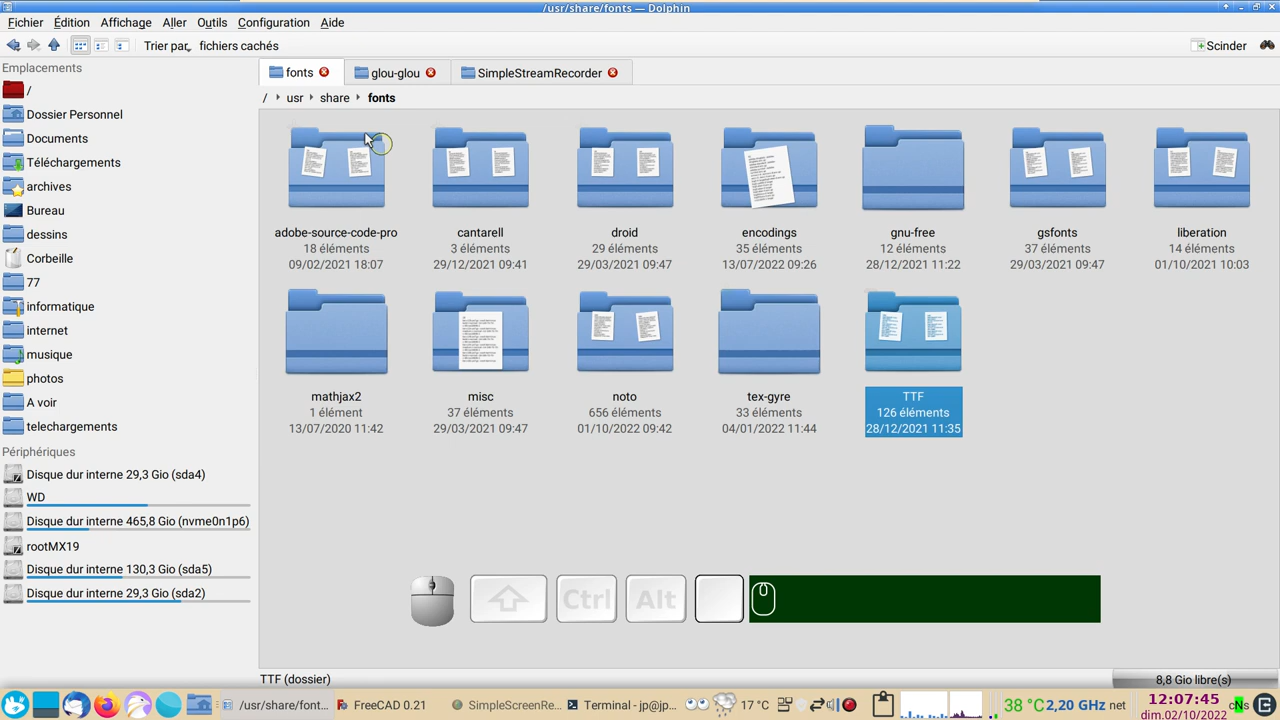 /usr/share/fonts — Dolphin
Fichier Édition Affichage Aller Outils Configuration Aide
Trier par fichiers cachés Scinder
Emplacements
/
Dossier Personnel
Documents
Téléchargements
archives
Bureau
dessins
Corbeille
77
informatique
internet
musique
photos
A voir
telechargements
Périphériques
Disque dur interne 29,3 Gio (sda4)
WD
Disque dur interne 465,8 Gio (nvme0n1p6)
rootMX19
Disque dur interne 130,3 Gio (sda5)
Disque dur interne 29,3 Gio (sda2)
fonts glou-glou SimpleStreamRecorder
/ usr share fonts
adobe-source-code-pro
18 éléments
09/02/2021 18:07
cantarell
3 éléments
29/12/2021 09:41
droid
29 éléments
29/03/2021 09:47
encodings
35 éléments
13/07/2022 09:26
gnu-free
12 éléments
28/12/2021 11:22
gsfonts
37 éléments
29/03/2021 09:47
liberation
14 éléments
01/10/2021 10:03
mathjax2
1 élément
13/07/2020 11:42
misc
37 éléments
29/03/2021 09:47
noto
656 éléments
01/10/2022 09:42
tex-gyre
33 éléments
04/01/2022 11:44
TTF
126 éléments
28/12/2021 11:35
Ctrl Alt
TTF (dossier) 8,8 Gio libre(s)
/usr/share/font... FreeCAD 0.21 SimpleScreenRe... Terminal - jp@jp... 17 °C 38 °C 2,20 GHz net 12:07:45
dim.02/10/2022
cNs